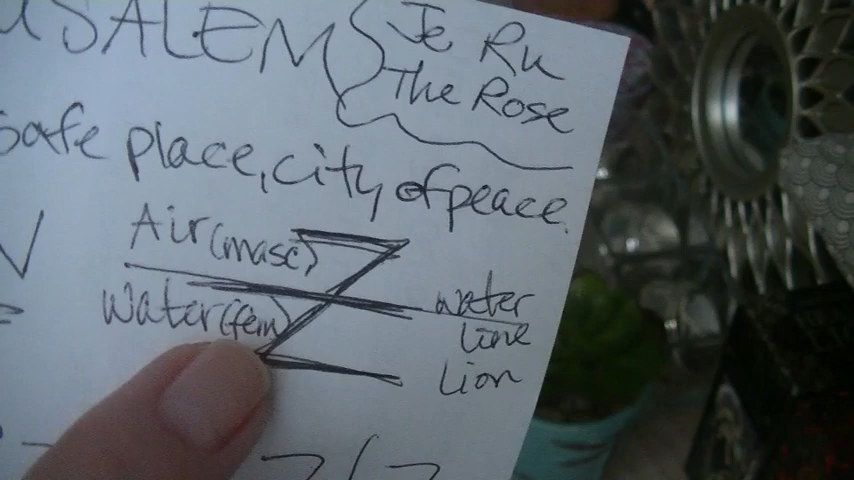 USALEM
Je Ru
The Rose
safe place, city of peace.
Air (masc)
Water (fem)
water
line
Lion